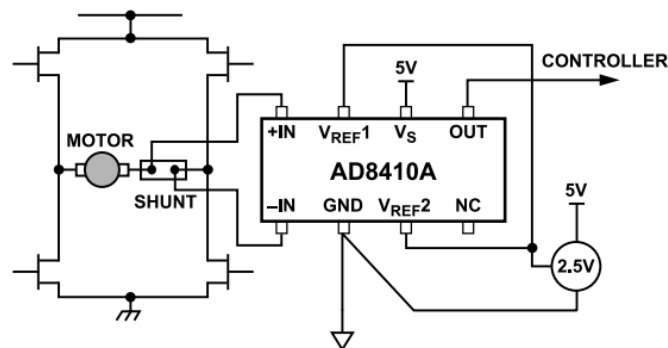 CONTROLLER
5V
+IN VREF1 VS OUT
MOTOR
AD8410A
SHUNT
–IN GND VREF2 NC
5V
2.5V